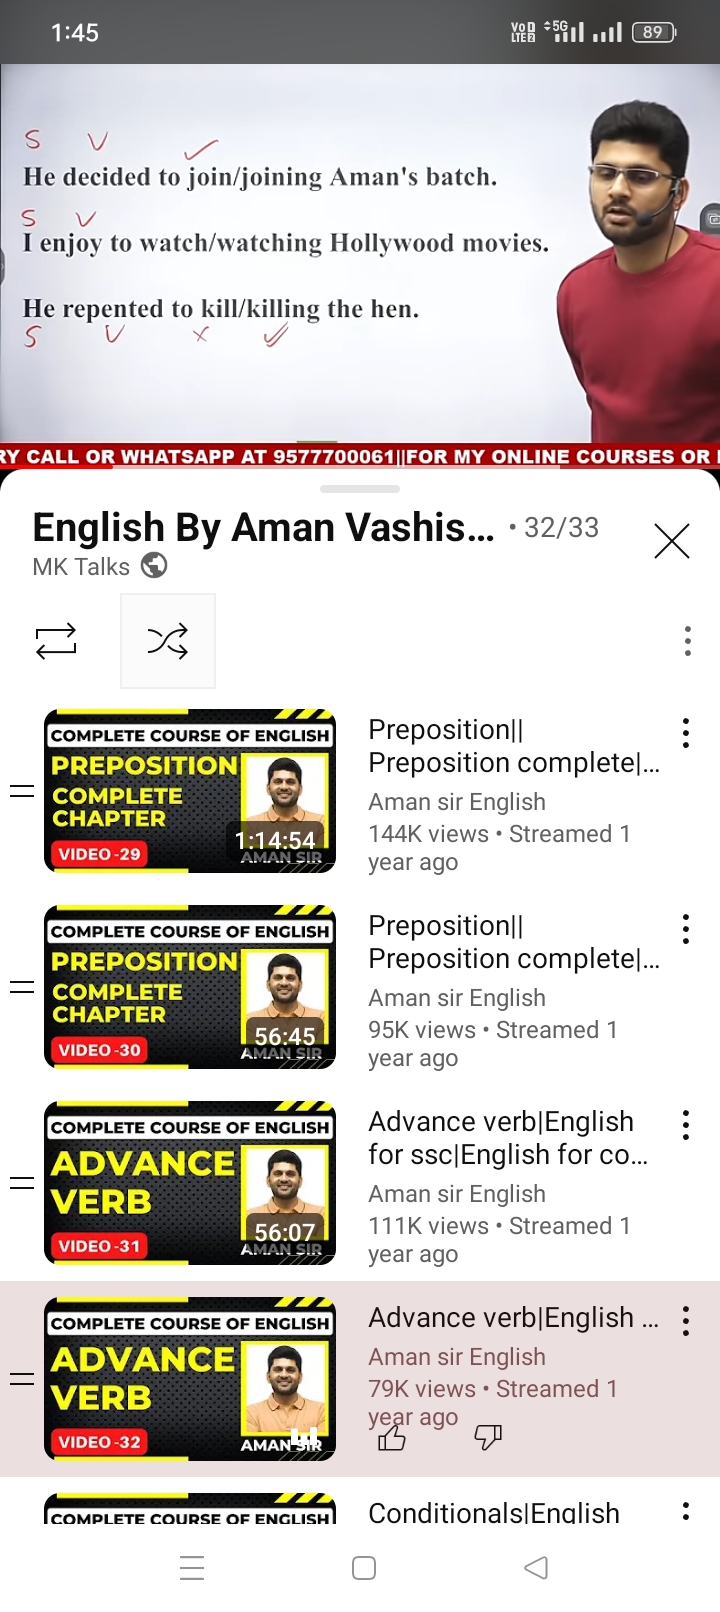 1:45
VoD
LTE2
5G
89
S V
He decided to join/joining Aman's batch.
S V
I enjoy to watch/watching Hollywood movies.
He repented to kill/killing the hen.
S V x
RY CALL OR WHATSAPP AT 9577700061||FOR MY ONLINE COURSES OR
English By Aman Vashis... • 32/33
MK Talks
COMPLETE COURSE OF ENGLISH
PREPOSITION
COMPLETE
CHAPTER
VIDEO -29
1:14:54
AMAN SIR
Preposition||
Preposition complete|...
Aman sir English
144K views • Streamed 1
year ago
COMPLETE COURSE OF ENGLISH
PREPOSITION
COMPLETE
CHAPTER
VIDEO -30
56:45
AMAN SIR
Preposition||
Preposition complete|...
Aman sir English
95K views • Streamed 1
year ago
COMPLETE COURSE OF ENGLISH
ADVANCE
VERB
VIDEO -31
56:07
AMAN SIR
Advance verb|English
for ssc|English for co...
Aman sir English
111K views • Streamed 1
year ago
COMPLETE COURSE OF ENGLISH
ADVANCE
VERB
VIDEO -32
AMAN SIR
Advance verb|English ...
Aman sir English
79K views • Streamed 1
year ago
COMPLETE COURSE OF ENGLISH
Conditionals|English